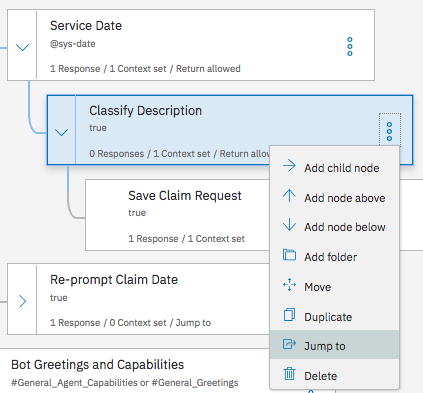 Service Date
@sys-date
1 Response / 1 Context set / Return allowed
Classify Description
true
0 Responses / 1 Context set / Return allow
Save Claim Request
true
1 Response / 1 Context set
Re-prompt Claim Date
true
1 Response / 0 Context set / Jump to
Bot Greetings and Capabilities
#General_Agent_Capabilities or #General_Greetings
Add child node
Add node above
Add node below
Add folder
Move
Duplicate
Jump to
Delete